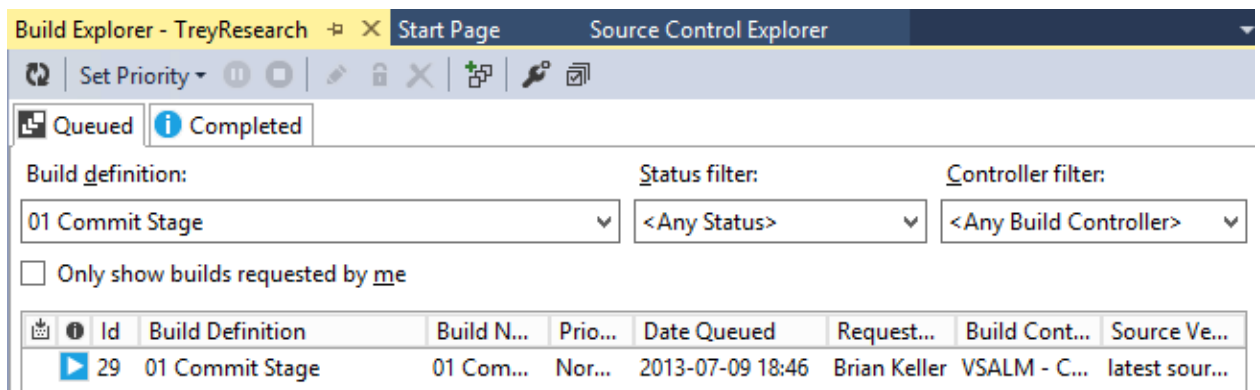 Build Explorer - TreyResearch Start Page Source Control Explorer
Set Priority
Queued Completed
Build definition: Status filter: Controller filter:
01 Commit Stage <Any Status> <Any Build Controller>
Only show builds requested by me
Id Build Definition Build N... Prio... Date Queued Request... Build Cont... Source Ve...
29 01 Commit Stage 01 Com... Nor... 2013-07-09 18:46 Brian Keller VSALM - C... latest sour...